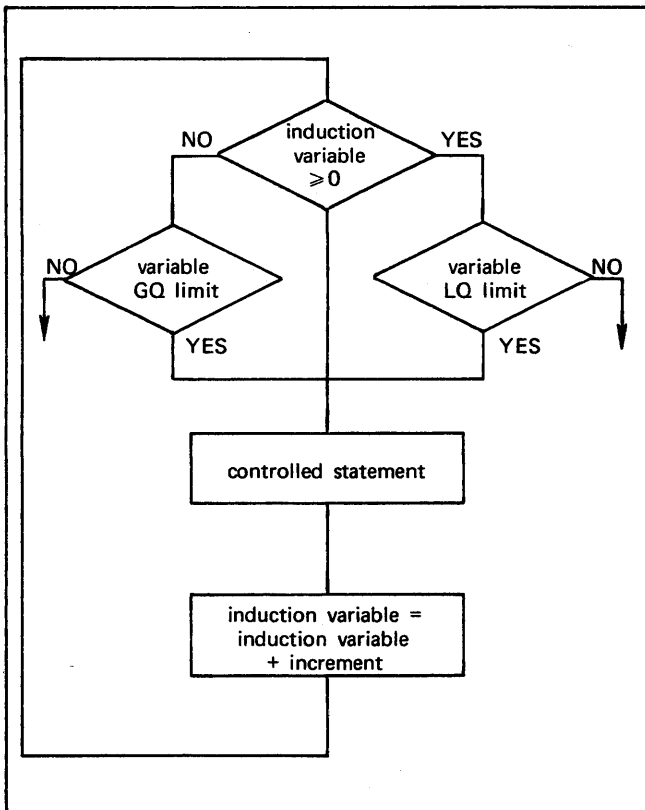 induction
variable
⩾0
NO
YES
variable
GQ limit
NO
YES
variable
LQ limit
NO
YES
controlled statement
induction variable =
induction variable
+ increment